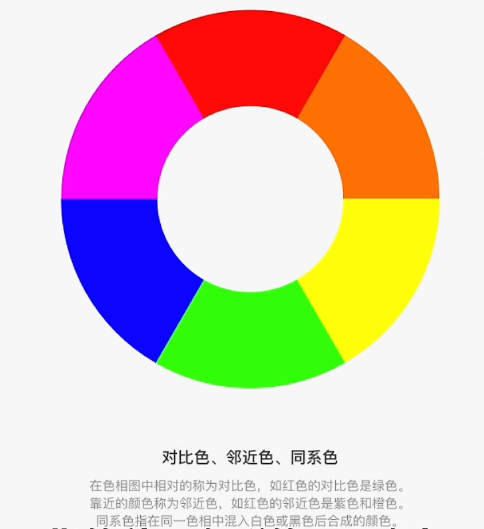 对比色、邻近色、同系色
在色相图中相对的称为对比色，如红色的对比色是绿色。
靠近的颜色称为邻近色，如红色的邻近色是紫色和橙色。
同系色指在同一色相中混入白色或黑色后合成的颜色。